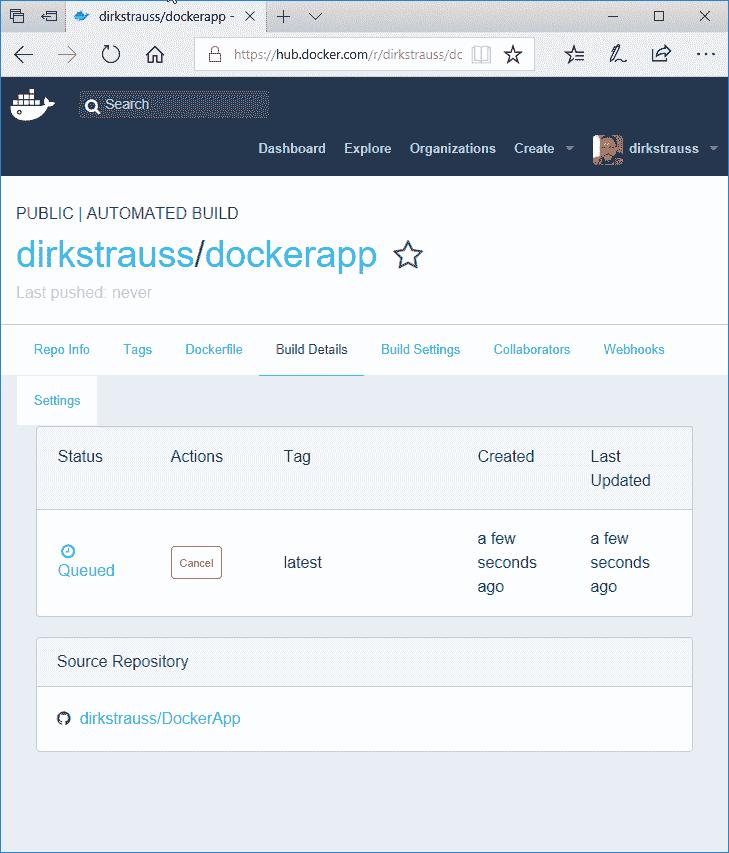 dirkstrauss/dockerapp -
https://hub.docker.com/r/dirkstrauss/dc
Search
Dashboard Explore Organizations Create dirkstrauss
PUBLIC | AUTOMATED BUILD
dirkstrauss/dockerapp
Last pushed: never
Repo Info Tags Dockerfile Build Details Build Settings Collaborators Webhooks
Settings
Status Actions Tag Created Last
Updated
Queued Cancel latest a few
seconds
ago a few
seconds
ago
Source Repository
dirkstrauss/DockerApp